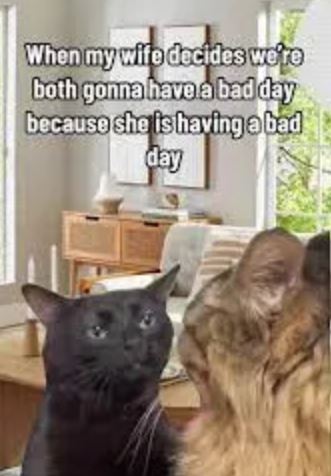 When my wife decides we're
both gonna have a bad day
because she is having a bad
day